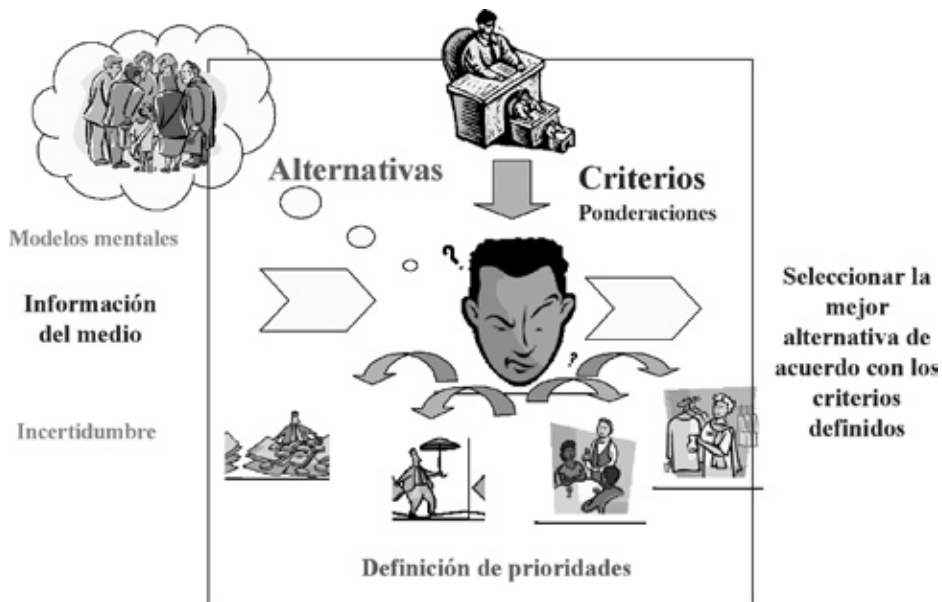 Alternativas
Criterios
Ponderaciones
Modelos mentales
Información
del medio
Incertidumbre
?
?
Seleccionar la
mejor
alternativa de
acuerdo con los
criterios
definidos
Definición de prioridades